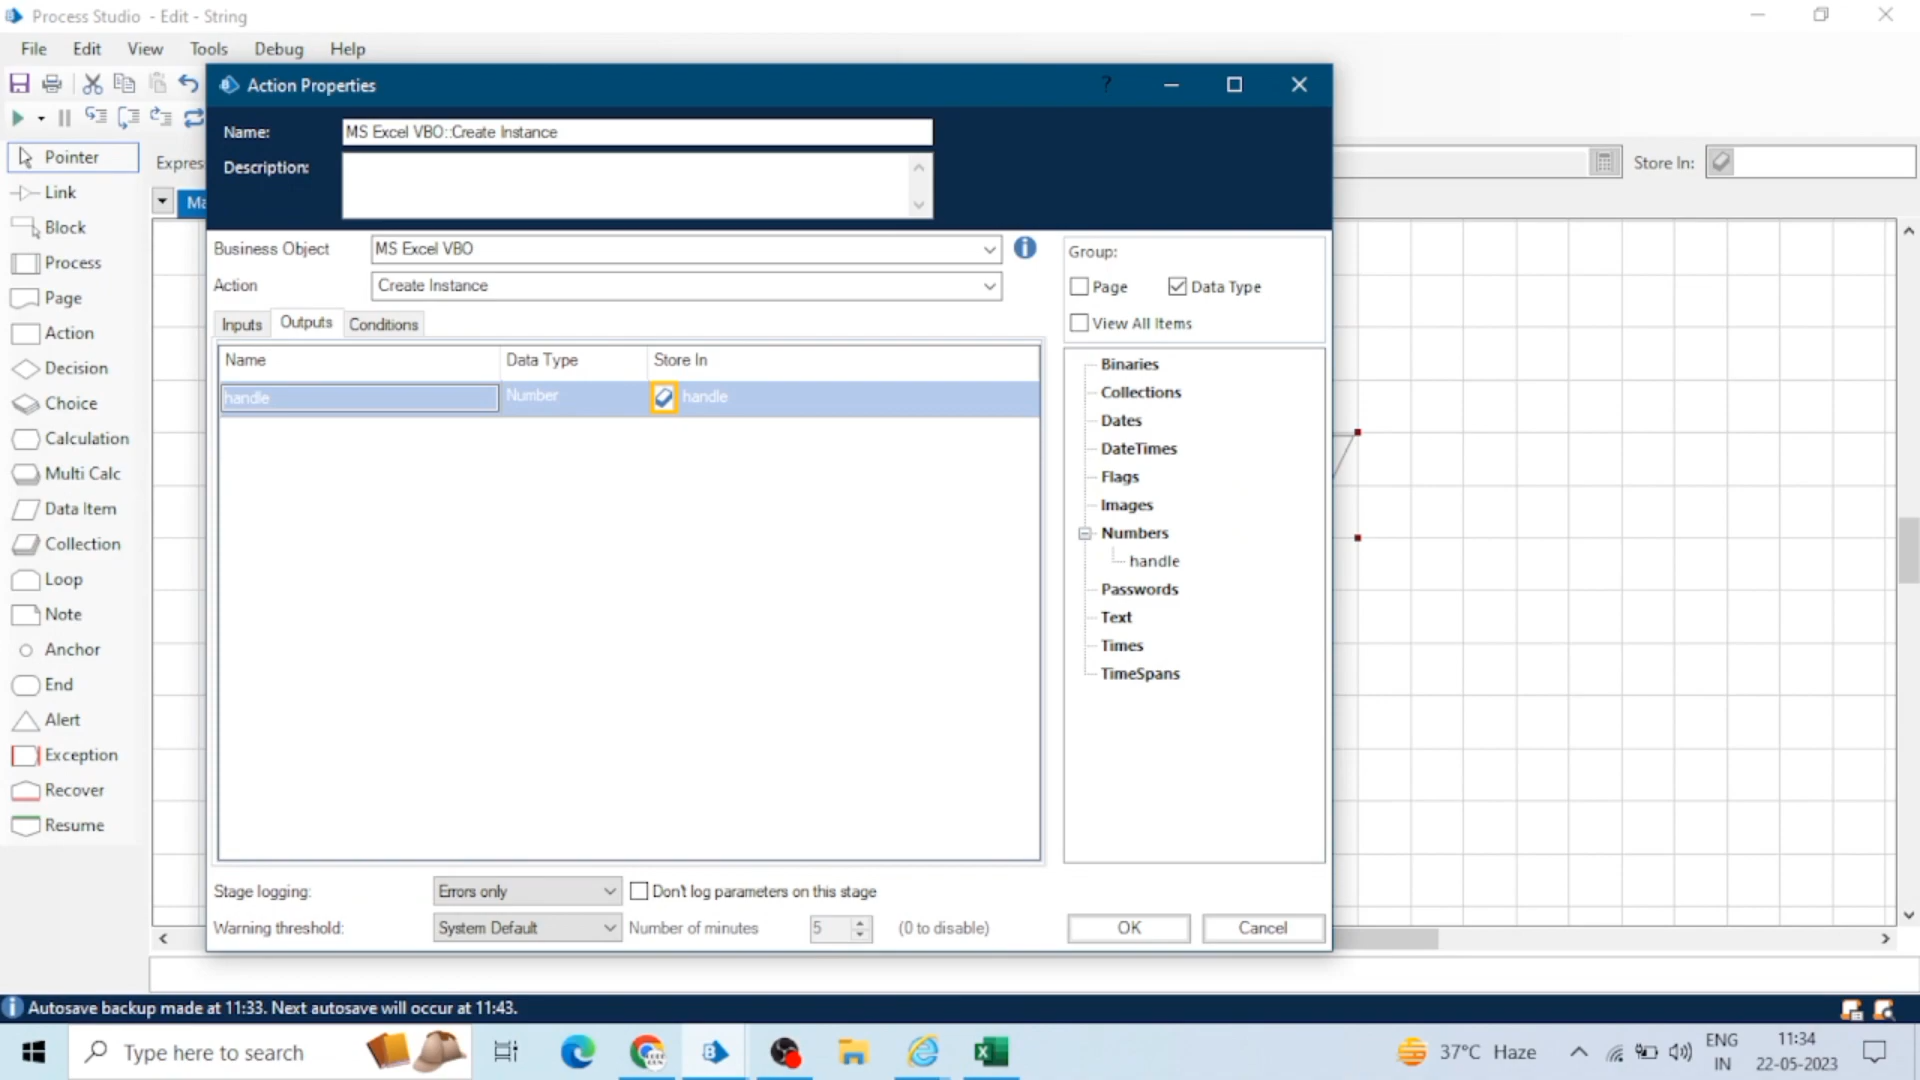 Process Studio - Edit - String
File Edit View Tools Debug Help
Action Properties ?
Name: MS Excel VBO::Create Instance
Description:
Pointer
Expres
Store In:
Link
Ma
Block
Process
Page
Action
Decision
Choice
Calculation
Multi Calc
Data Item
Collection
Loop
Note
Anchor
End
Alert
Exception
Recover
Resume
Business Object MS Excel VBO
Action Create Instance
Inputs Outputs Conditions
Name Data Type Store In
handle Number handle
Group:
Page Data Type
View All Items
Binaries
Collections
Dates
DateTimes
Flags
Images
Numbers
handle
Passwords
Text
Times
TimeSpans
Stage logging: Errors only Don't log parameters on this stage
Warning threshold: System Default Number of minutes 5 (0 to disable)
OK Cancel
Autosave backup made at 11:33. Next autosave will occur at 11:43.
Type here to search
37°C Haze
ENG
IN
11:34
22-05-2023